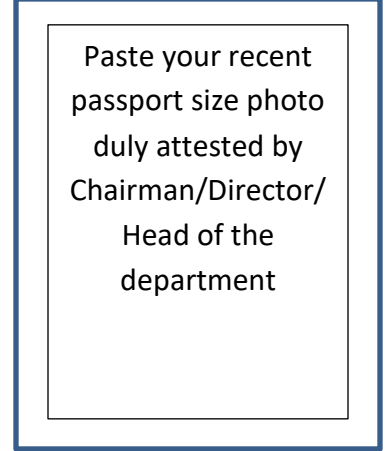 Paste your recent
passport size photo
duly attested by
Chairman/Director/
Head of the
department